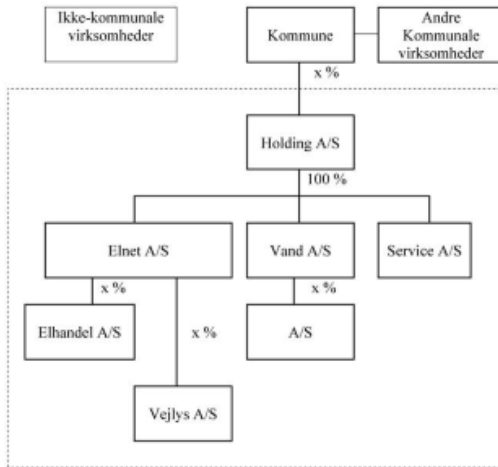 Ikke-kommunale
virksomheder
Kommune
Andre
Kommunale
virksomheder
x %
Holding A/S
100 %
Elnet A/S
Vand A/S
Service A/S
x %
x %
Elhandel A/S
x %
A/S
Vejlys A/S